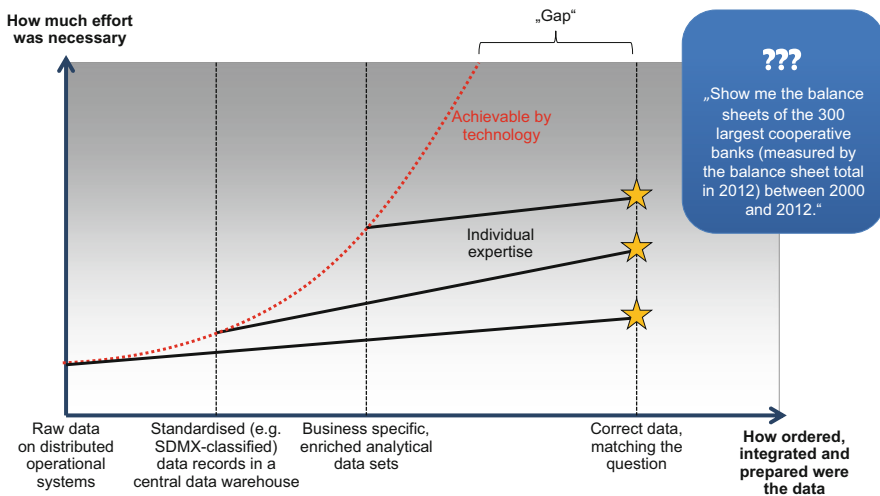 How much effort
was necessary
„Gap“
???
„Show me the balance
sheets of the 300
largest cooperative
banks (measured by
the balance sheet total
in 2012) between 2000
and 2012.“
Achievable by
technology
Individual
expertise
Raw data
on distributed
operational
systems
Standardised (e.g.
SDMX-classified)
data records in a
central data warehouse
Business specific,
enriched analytical
data sets
Correct data,
matching the
question
How ordered,
integrated and
prepared were
the data